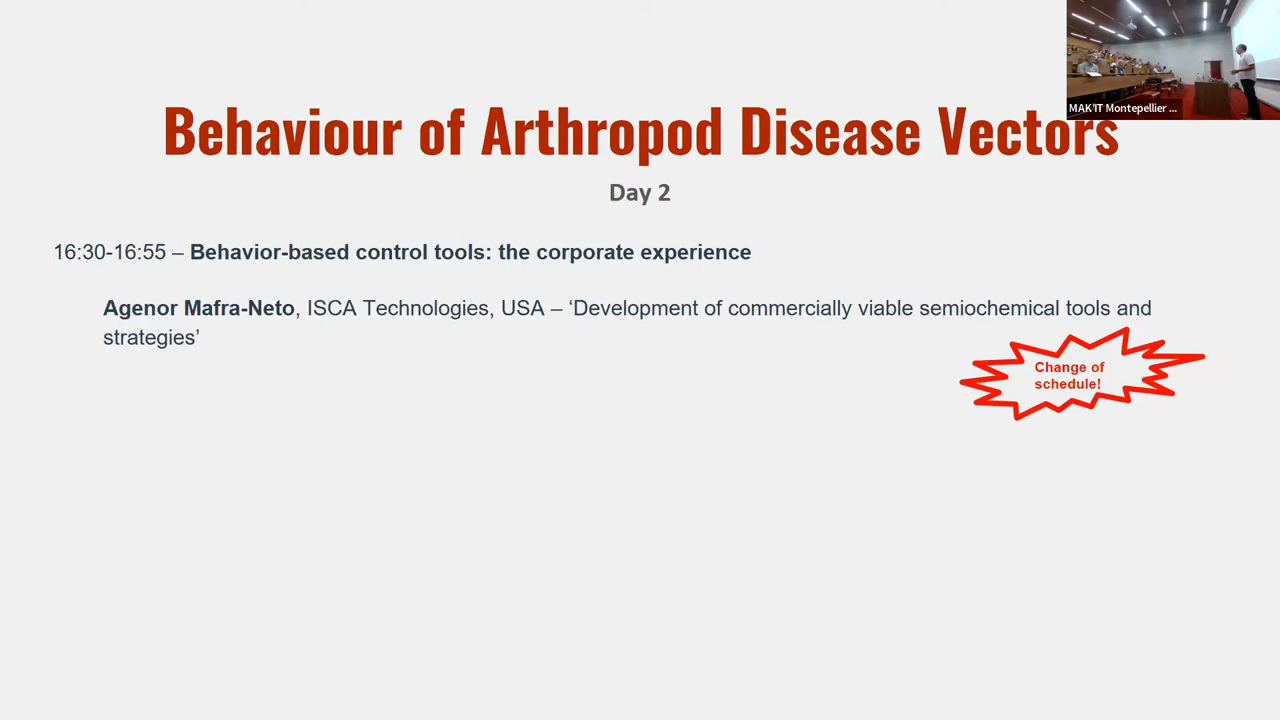 MAK'IT Montepellier ...
Behaviour of Arthropod Disease Vectors
Day 2
16:30-16:55 – Behavior-based control tools: the corporate experience
Agenor Mafra-Neto, ISCA Technologies, USA – ‘Development of commercially viable semiochemical tools and
strategies’
Change of
schedule!